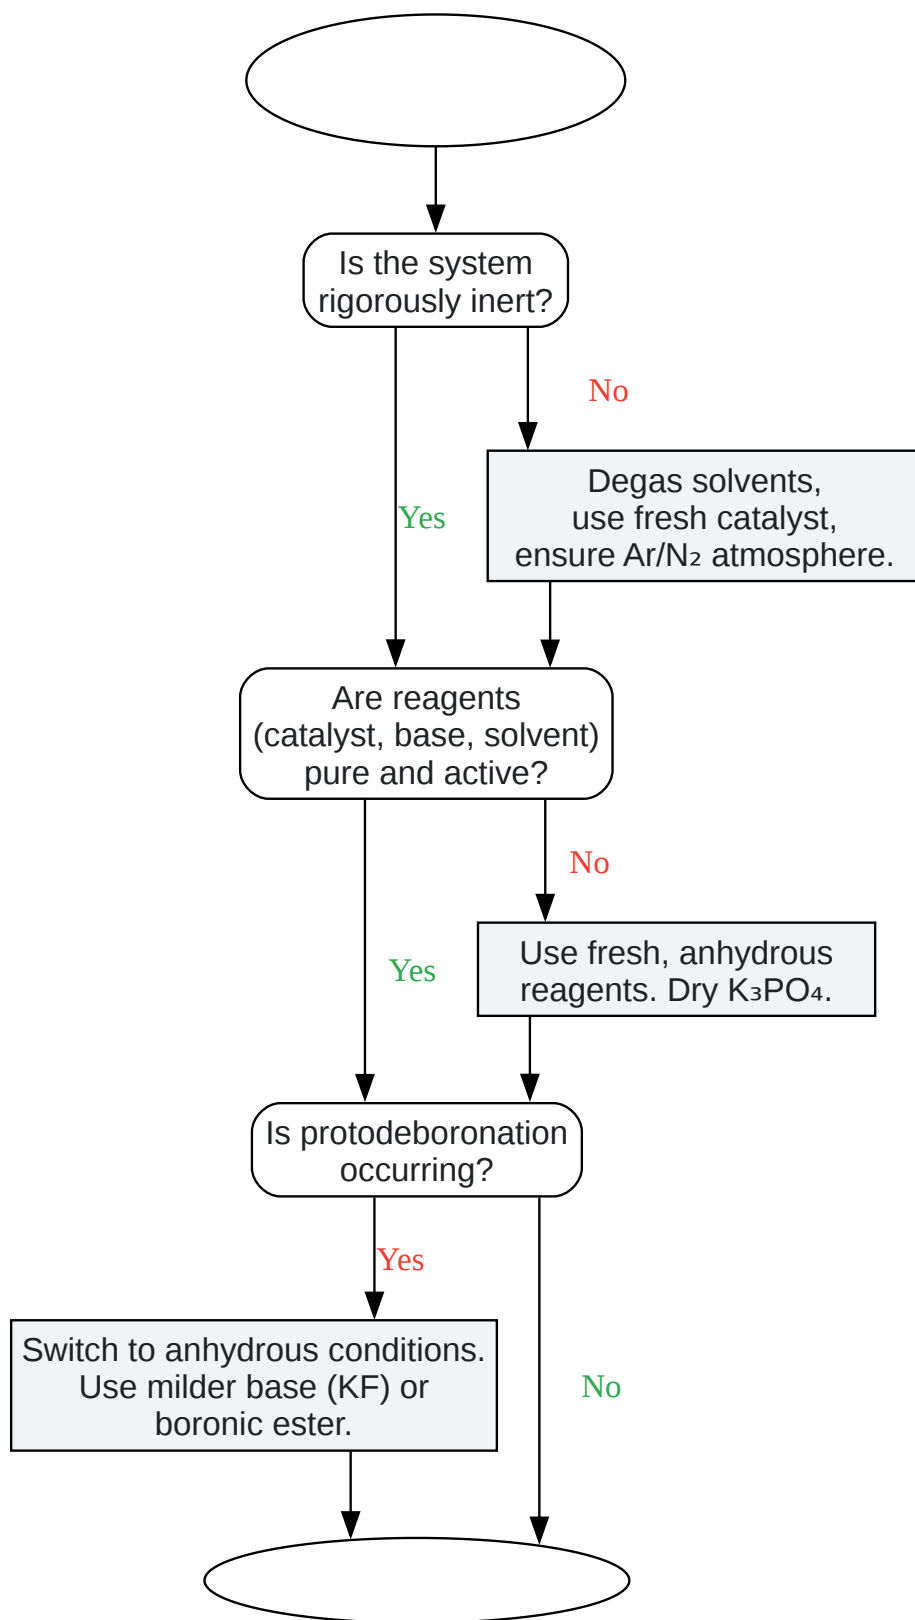 Is the system
rigorously inert?
No
Degas solvents,
use fresh catalyst,
ensure Ar/N₂ atmosphere.
Yes
Are reagents
(catalyst, base, solvent)
pure and active?
No
Use fresh, anhydrous
reagents. Dry K₃PO₄.
Yes
Is protodeboronation
occurring?
Yes
Switch to anhydrous conditions.
Use milder base (KF) or
boronic ester.
No